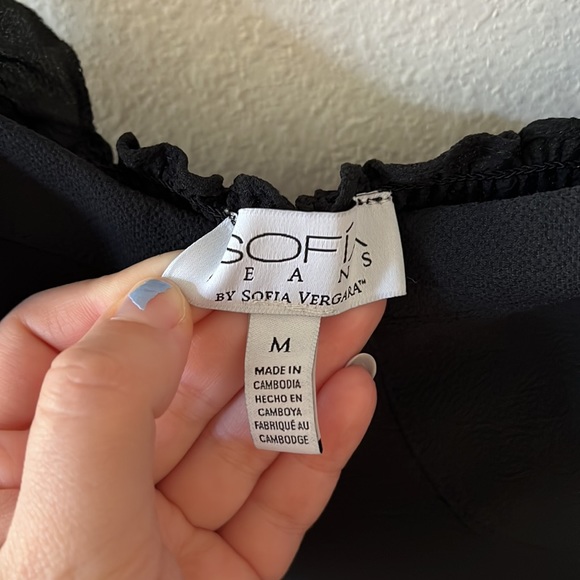 SOFÍA
JEANS
BY SOFIA VERGARA™
M
MADE IN
CAMBODIA
HECHO EN
CAMBOYA
FABRIQUÉ AU
CAMBODGE